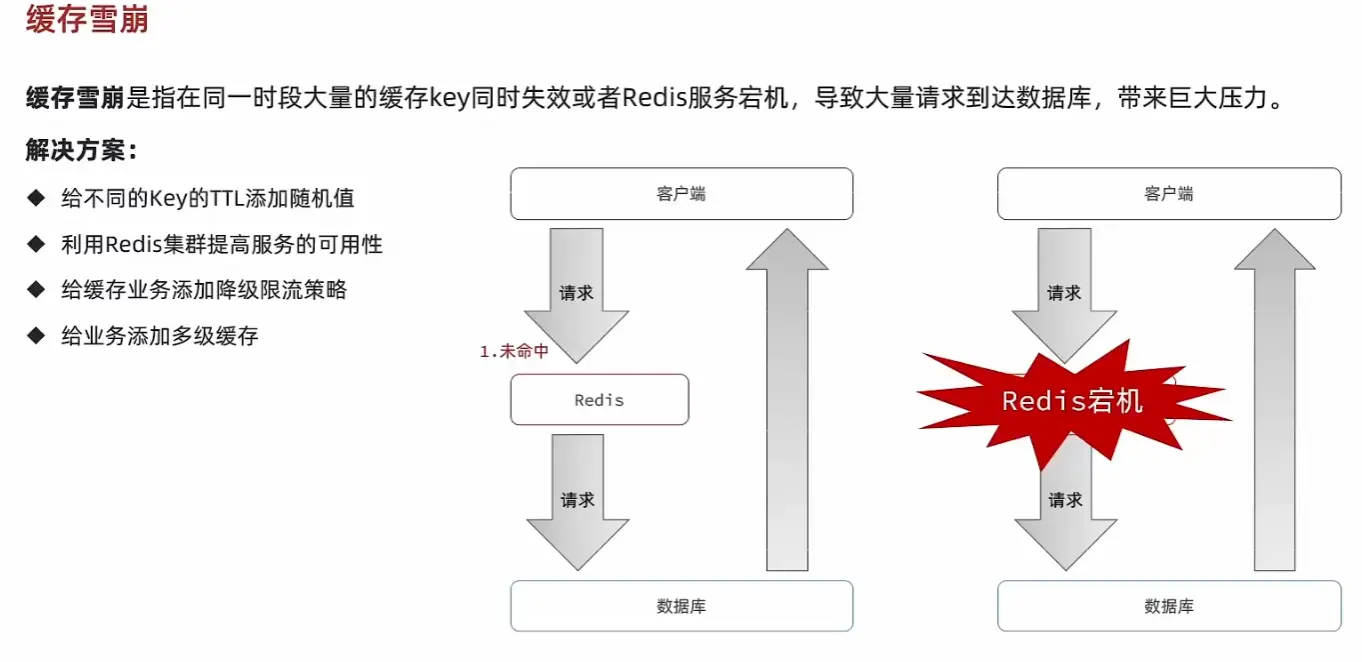 缓存雪崩
缓存雪崩是指在同一时段大量的缓存key同时失效或者Redis服务宕机，导致大量请求到达数据库，带来巨大压力。
解决方案：
◆ 给不同的Key的TTL添加随机值
◆ 利用Redis集群提高服务的可用性
◆ 给缓存业务添加降级限流策略
◆ 给业务添加多级缓存
客户端
请求
1.未命中
Redis
请求
数据库
客户端
请求
Redis宕机
请求
数据库